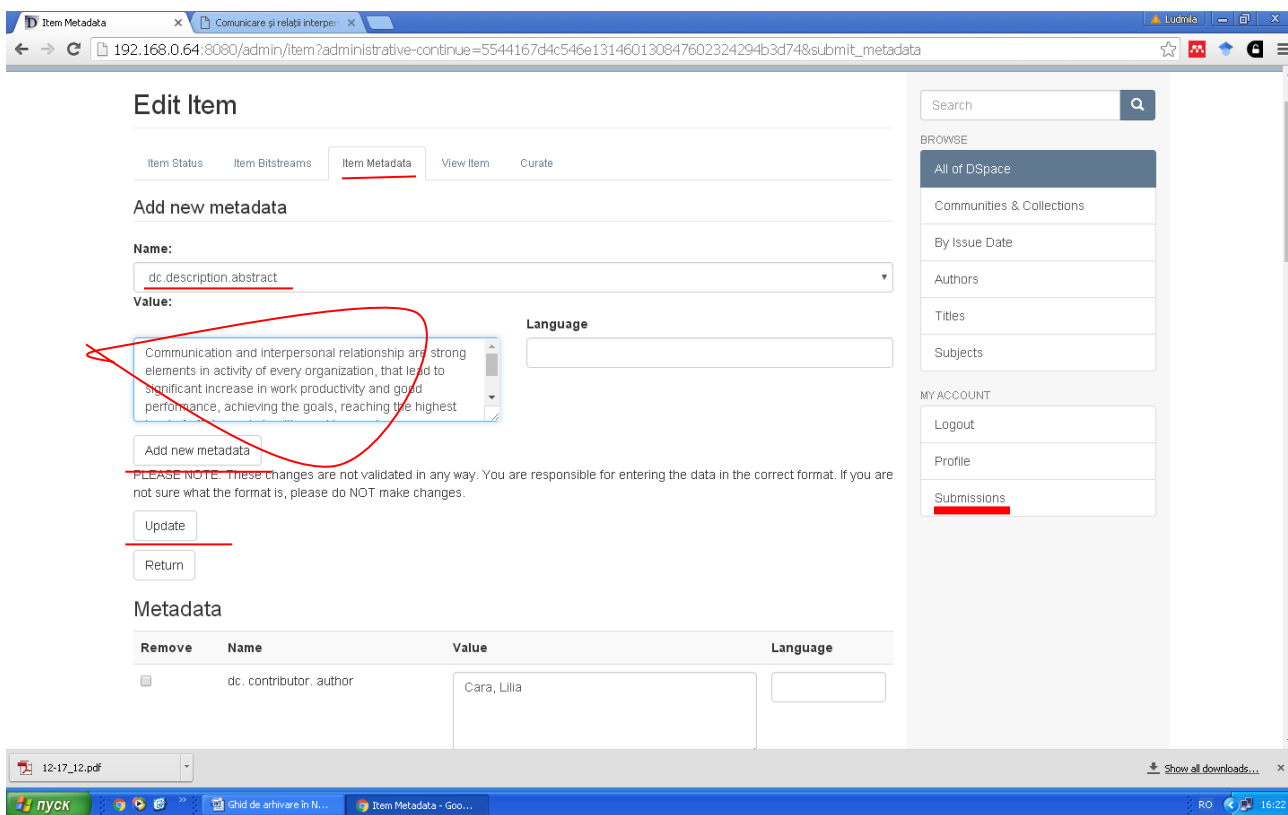 Item Metadata
Comunicare și relații interper
Ludmila
192.168.0.64:8080/admin/item?administrative-continue=5544167d4c546e131460130847602324294b3d74&submit_metadata
Edit Item
Item Status
Item Bitstreams
Item Metadata
View Item
Curate
Add new metadata
Name:
dc.description.abstract
Value:
Language
Communication and interpersonal relationship are strong
elements in activity of every organization, that lead to
significant increase in work productivity and good
performance, achieving the goals, reaching the highest
Add new metadata
PLEASE NOTE: These changes are not validated in any way. You are responsible for entering the data in the correct format. If you are
not sure what the format is, please do NOT make changes.
Update
Return
Metadata
Remove Name Value Language
dc. contributor. author
Cara, Lilia
Search
BROWSE
All of DSpace
Communities & Collections
By Issue Date
Authors
Titles
Subjects
MY ACCOUNT
Logout
Profile
Submissions
12-17_12.pdf
Show all downloads...
пуск
Ghid de arhivare în N...
Item Metadata - Goo...
RO
16:22